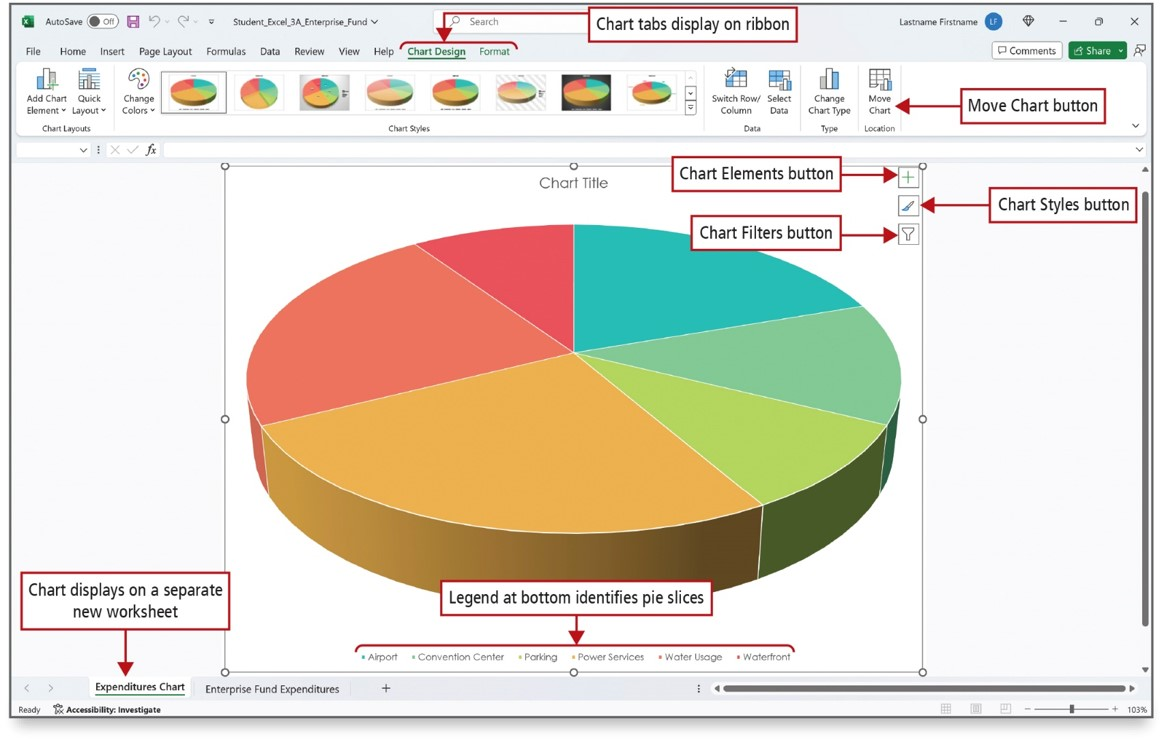 AutoSave Off Student_Excel_3A_Enterprise_Fund Search Lastname Firstname LF
Chart tabs display on ribbon
File Home Insert Page Layout Formulas Data Review View Help Chart Design Format Comments Share
Add Chart Element Quick Layout Change Colors Switch Row/ Column Select Data Change Chart Type Move Chart
Move Chart button
Chart Layouts Chart Styles Data Type Location
fx
Chart Elements button
Chart Title
Chart Styles button
Chart Filters button
Chart displays on a separate
new worksheet
Legend at bottom identifies pie slices
Airport Convention Center Parking Power Services Water Usage Waterfront
Expenditures Chart Enterprise Fund Expenditures
Ready Accessibility: Investigate 103%